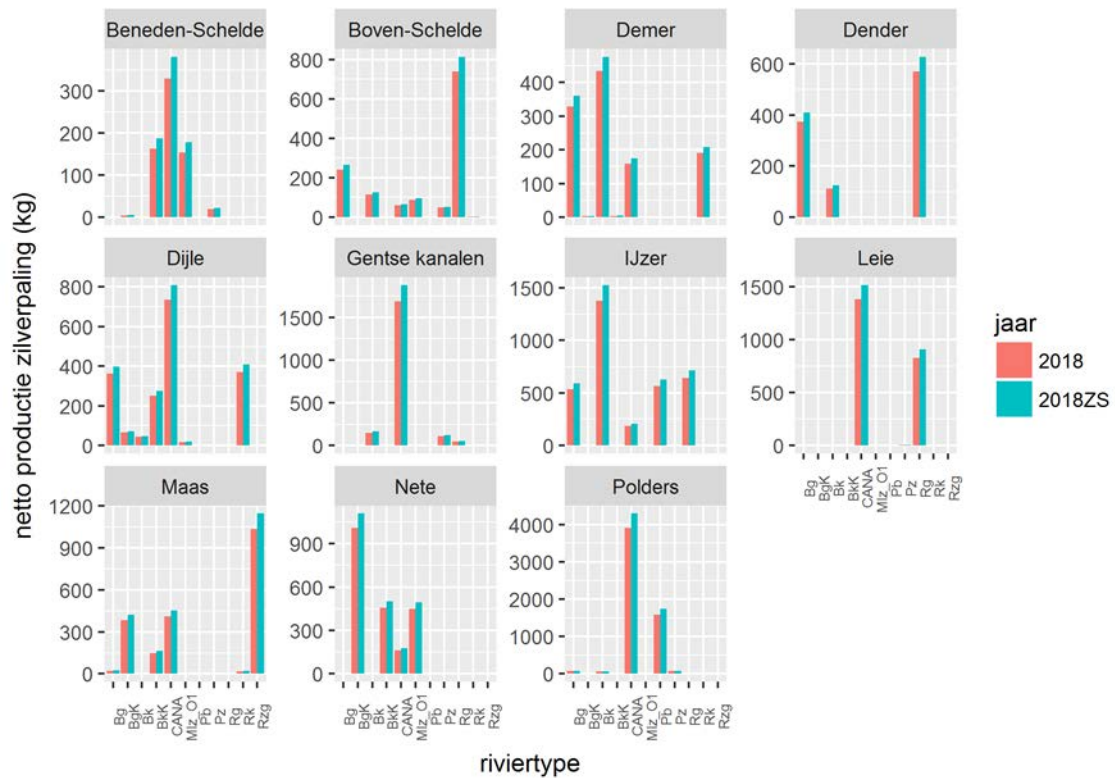 Beneden-Schelde Boven-Schelde Demer Dender
300 200 100 0
800 600 400 200 0
400 300 200 100 0
600 400 200 0
netto productie zilverpaling (kg)
Dijle Gentse kanalen IJzer Leie
800 600 400 200 0
1500 1000 500 0
1500 1000 500 0
1500 1000 500 0
jaar
2018
2018ZS
Bg BgK Bk BkK CANA Mlz_O1 Pb Pz Rg Rk Rzg
Maas Nete Polders
1200 900 600 300 0
900 600 300 0
4000 3000 2000 1000 0
Bg BgK Bk BkK CANA Mlz_O1 Pb Pz Rg Rk Rzg
Bg BgK Bk BkK CANA Mlz_O1 Pb Pz Rg Rk Rzg
Bg BgK Bk BkK CANA Mlz_O1 Pb Pz Rg Rk Rzg
riviertype